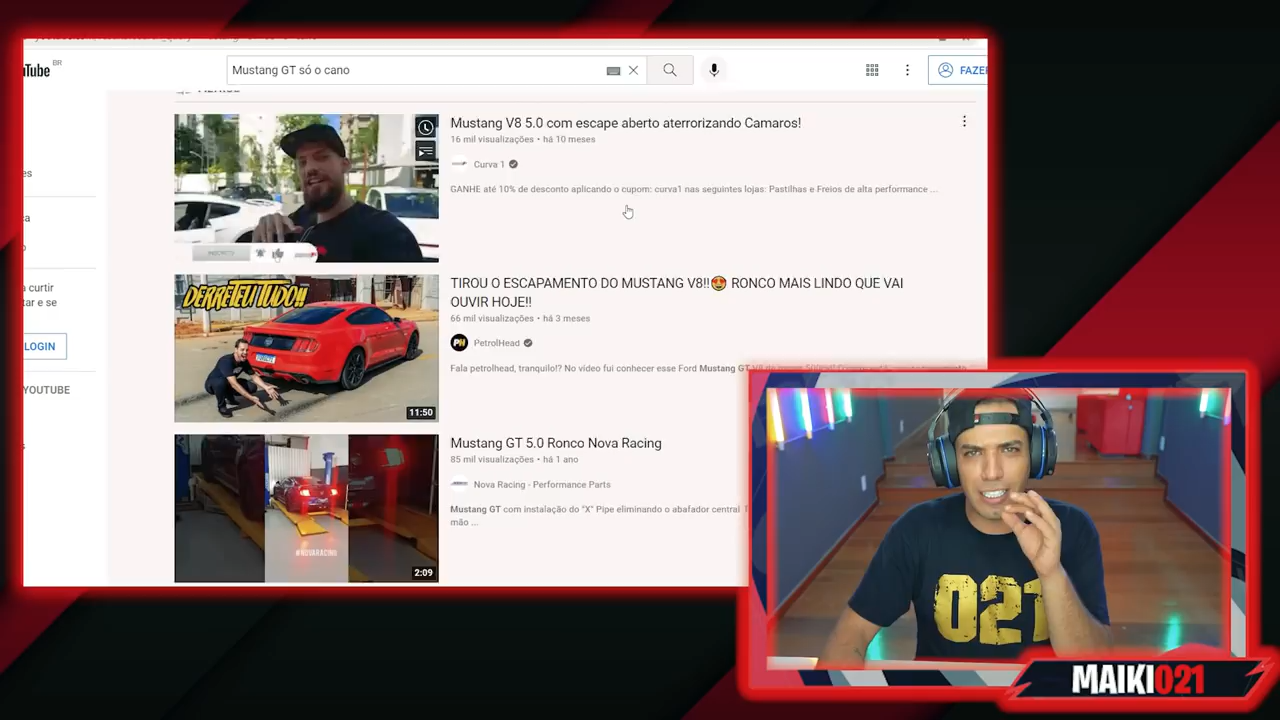 uTube BR
Mustang GT só o cano
FAZER
Mustang V8 5.0 com escape aberto aterrorizando Camaros!
16 mil visualizações • há 10 meses
Curva 1
GANHE até 10% de desconto aplicando o cupom: curva1 nas seguintes lojas: Pastilhas e Freios de alta performance ...
DERRETEU TUDO!!
TIROU O ESCAPAMENTO DO MUSTANG V8!!😍 RONCO MAIS LINDO QUE VAI
OUVIR HOJE!!
66 mil visualizações • há 3 meses
PH PetrolHead
Fala petrolhead, tranquilo!? No vídeo fui conhecer esse Ford Mustang GT
11:50
Mustang GT 5.0 Ronco Nova Racing
85 mil visualizações • há 1 ano
Nova Racing - Performance Parts
Mustang GT com instalação do "X" Pipe eliminando o abafador central
mão ...
#NOVARACING
2:09
es
a
o
a curtir
tar e se
LOGIN
YOUTUBE
s
021
MAIKI021